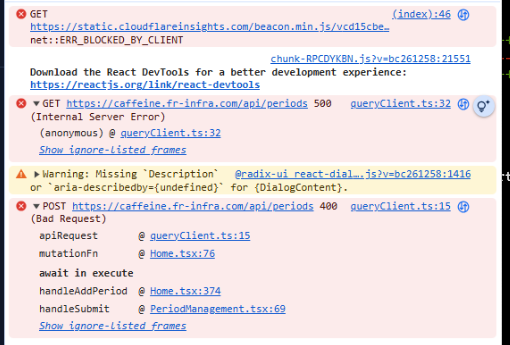 GET (index):46
https://static.cloudflareinsights.com/beacon.min.js/vcd15cbe…
net::ERR_BLOCKED_BY_CLIENT
chunk-RPCDYKBN.js?v=bc261258:21551
Download the React DevTools for a better development experience:
https://reactjs.org/link/react-devtools
▼GET https://caffeine.fr-infra.com/api/periods 500 queryClient.ts:32
(Internal Server Error)
(anonymous) @ queryClient.ts:32
Show ignore-listed frames
▶Warning: Missing `Description` @radix-ui_react-dial….js?v=bc261258:1416
or `aria-describedby={undefined}` for {DialogContent}.
▼POST https://caffeine.fr-infra.com/api/periods 400 queryClient.ts:15
(Bad Request)
apiRequest @ queryClient.ts:15
mutationFn @ Home.tsx:76
await in execute
handleAddPeriod @ Home.tsx:374
handleSubmit @ PeriodManagement.tsx:69
Show ignore-listed frames